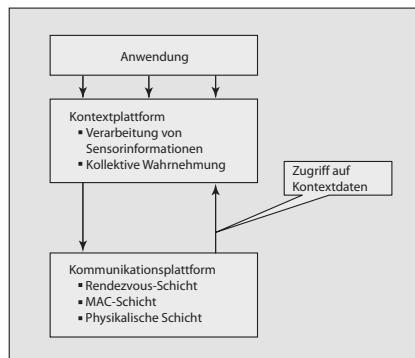 Anwendung
Kontextplattform
▪ Verarbeitung von
Sensorinformationen
▪ Kollektive Wahrnehmung
Zugriff auf
Kontextdaten
Kommunikationsplattform
▪ Rendezvous-Schicht
▪ MAC-Schicht
▪ Physikalische Schicht